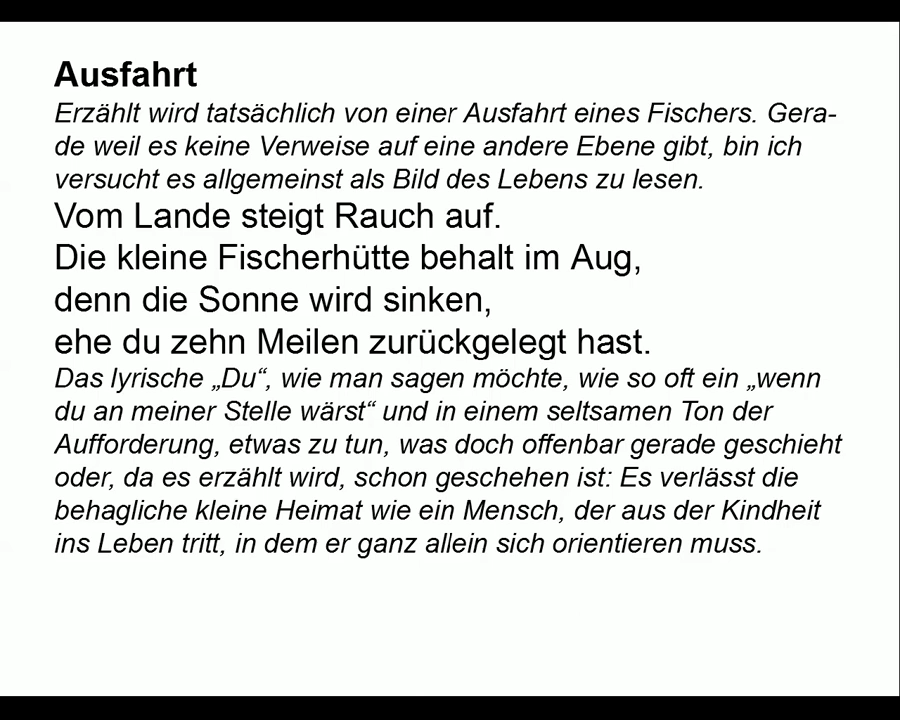 Ausfahrt
Erzählt wird tatsächlich von einer Ausfahrt eines Fischers. Gera-
de weil es keine Verweise auf eine andere Ebene gibt, bin ich
versucht es allgemeinst als Bild des Lebens zu lesen.
Vom Lande steigt Rauch auf.
Die kleine Fischerhütte behalt im Aug,
denn die Sonne wird sinken,
ehe du zehn Meilen zurückgelegt hast.
Das lyrische „Du“, wie man sagen möchte, wie so oft ein „wenn
du an meiner Stelle wärst“ und in einem seltsamen Ton der
Aufforderung, etwas zu tun, was doch offenbar gerade geschieht
oder, da es erzählt wird, schon geschehen ist: Es verlässt die
behagliche kleine Heimat wie ein Mensch, der aus der Kindheit
ins Leben tritt, in dem er ganz allein sich orientieren muss.